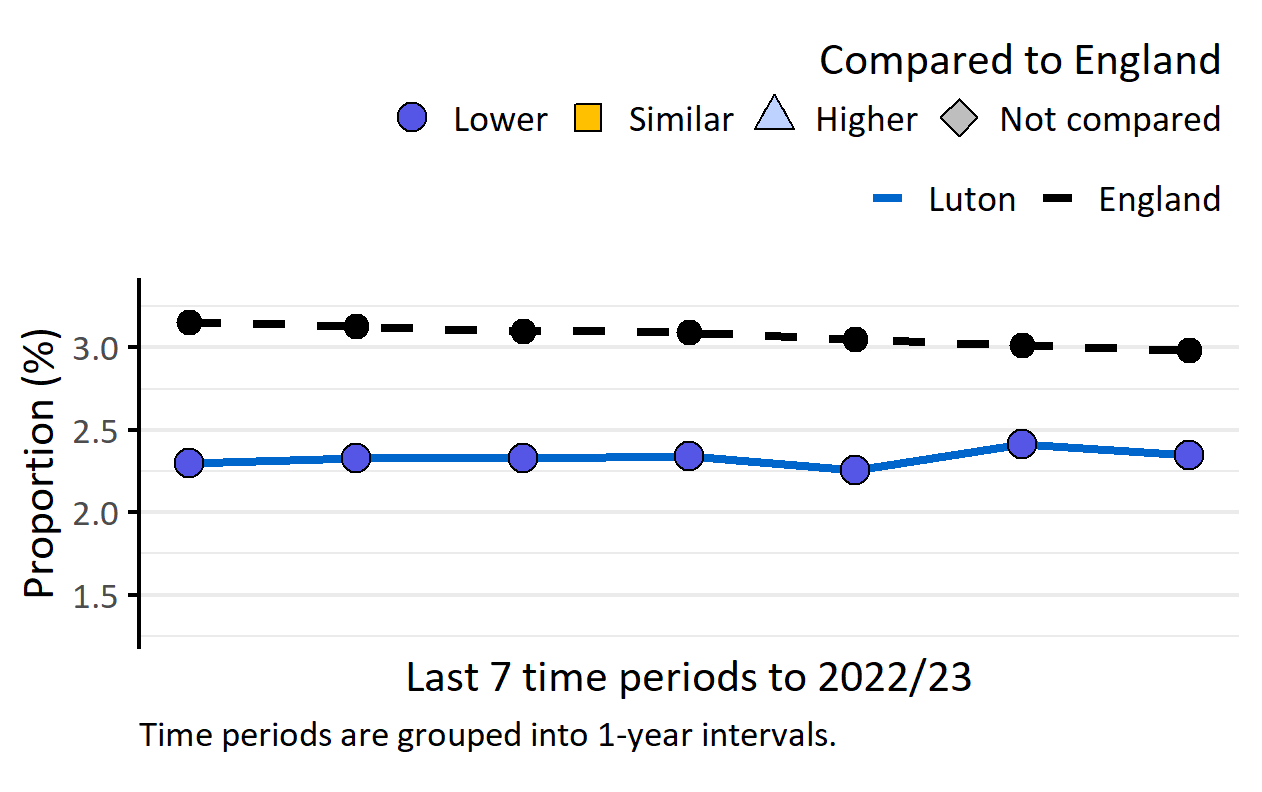 Compared to England
Lower Similar Higher Not compared
Luton England
Proportion (%)
3.0
2.5
2.0
1.5
Last 7 time periods to 2022/23
Time periods are grouped into 1-year intervals.